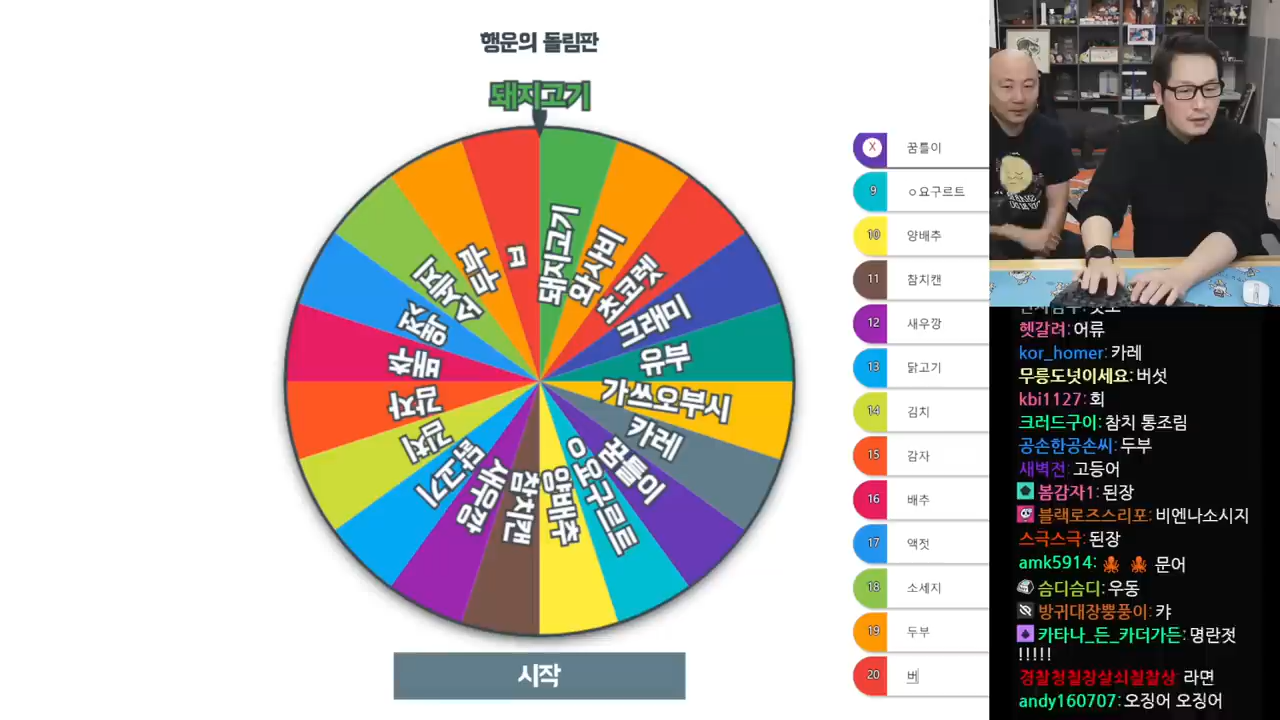 행운의 돌림판
돼지고기
돼지고기
와사비
초코렛
크래미
유부
가쓰오부시
카레
꿈틀이
ㅇ요구르트
양배추
참치캔
새우깡
닭고기
김치
감자
배추
액젓
소세지
두부
ㅂ
시작
X 꿈틀이
9 ㅇ요구르트
10 양배추
11 참치캔
12 새우깡
13 닭고기
14 김치
15 감자
16 배추
17 액젓
18 소세지
19 두부
20 버
헷갈려: 어류
kor_homer: 카레
무릉도넛이세요: 버섯
kbi1127: 회
크러드구이: 참치 통조림
공손한공손씨: 두부
새벽전: 고등어
봄감자1: 된장
블랙로즈스리포: 비엔나소시지
스극스극: 된장
amk5914: 문어
슴디슴디: 우동
방귀대장뿡풍이: 캬
카타나_든_카더가든: 명란젓
!!!!!
라면
andy160707: 오징어 오징어